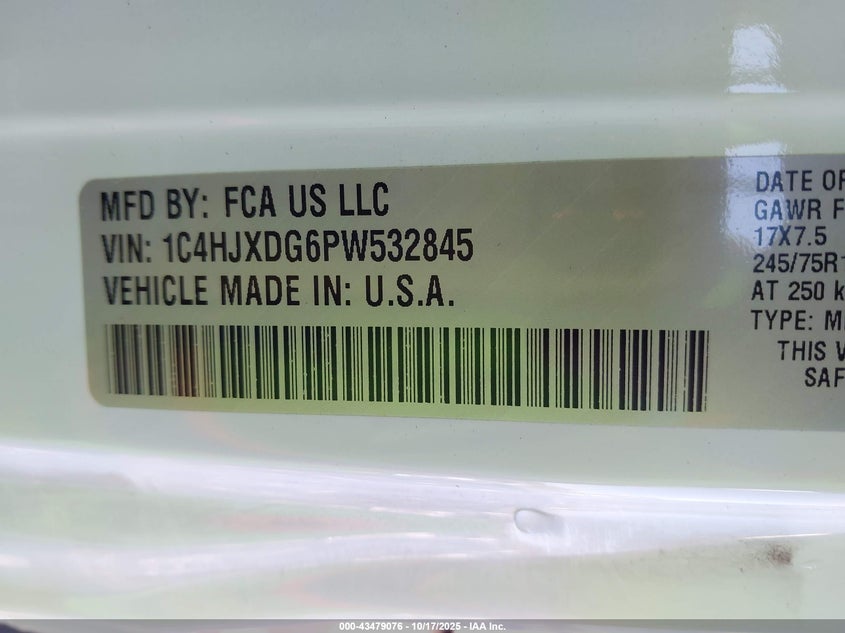 MFD BY: FCA US LLC
VIN: 1C4HJXDG6PW532845
VEHICLE MADE IN: U.S.A.
DATE OF
GAWR F
17X7.5
245/75R1
AT 250 k
TYPE: M
THIS V
SAF
000-43479076 - 10/17/2025 - IAA Inc.